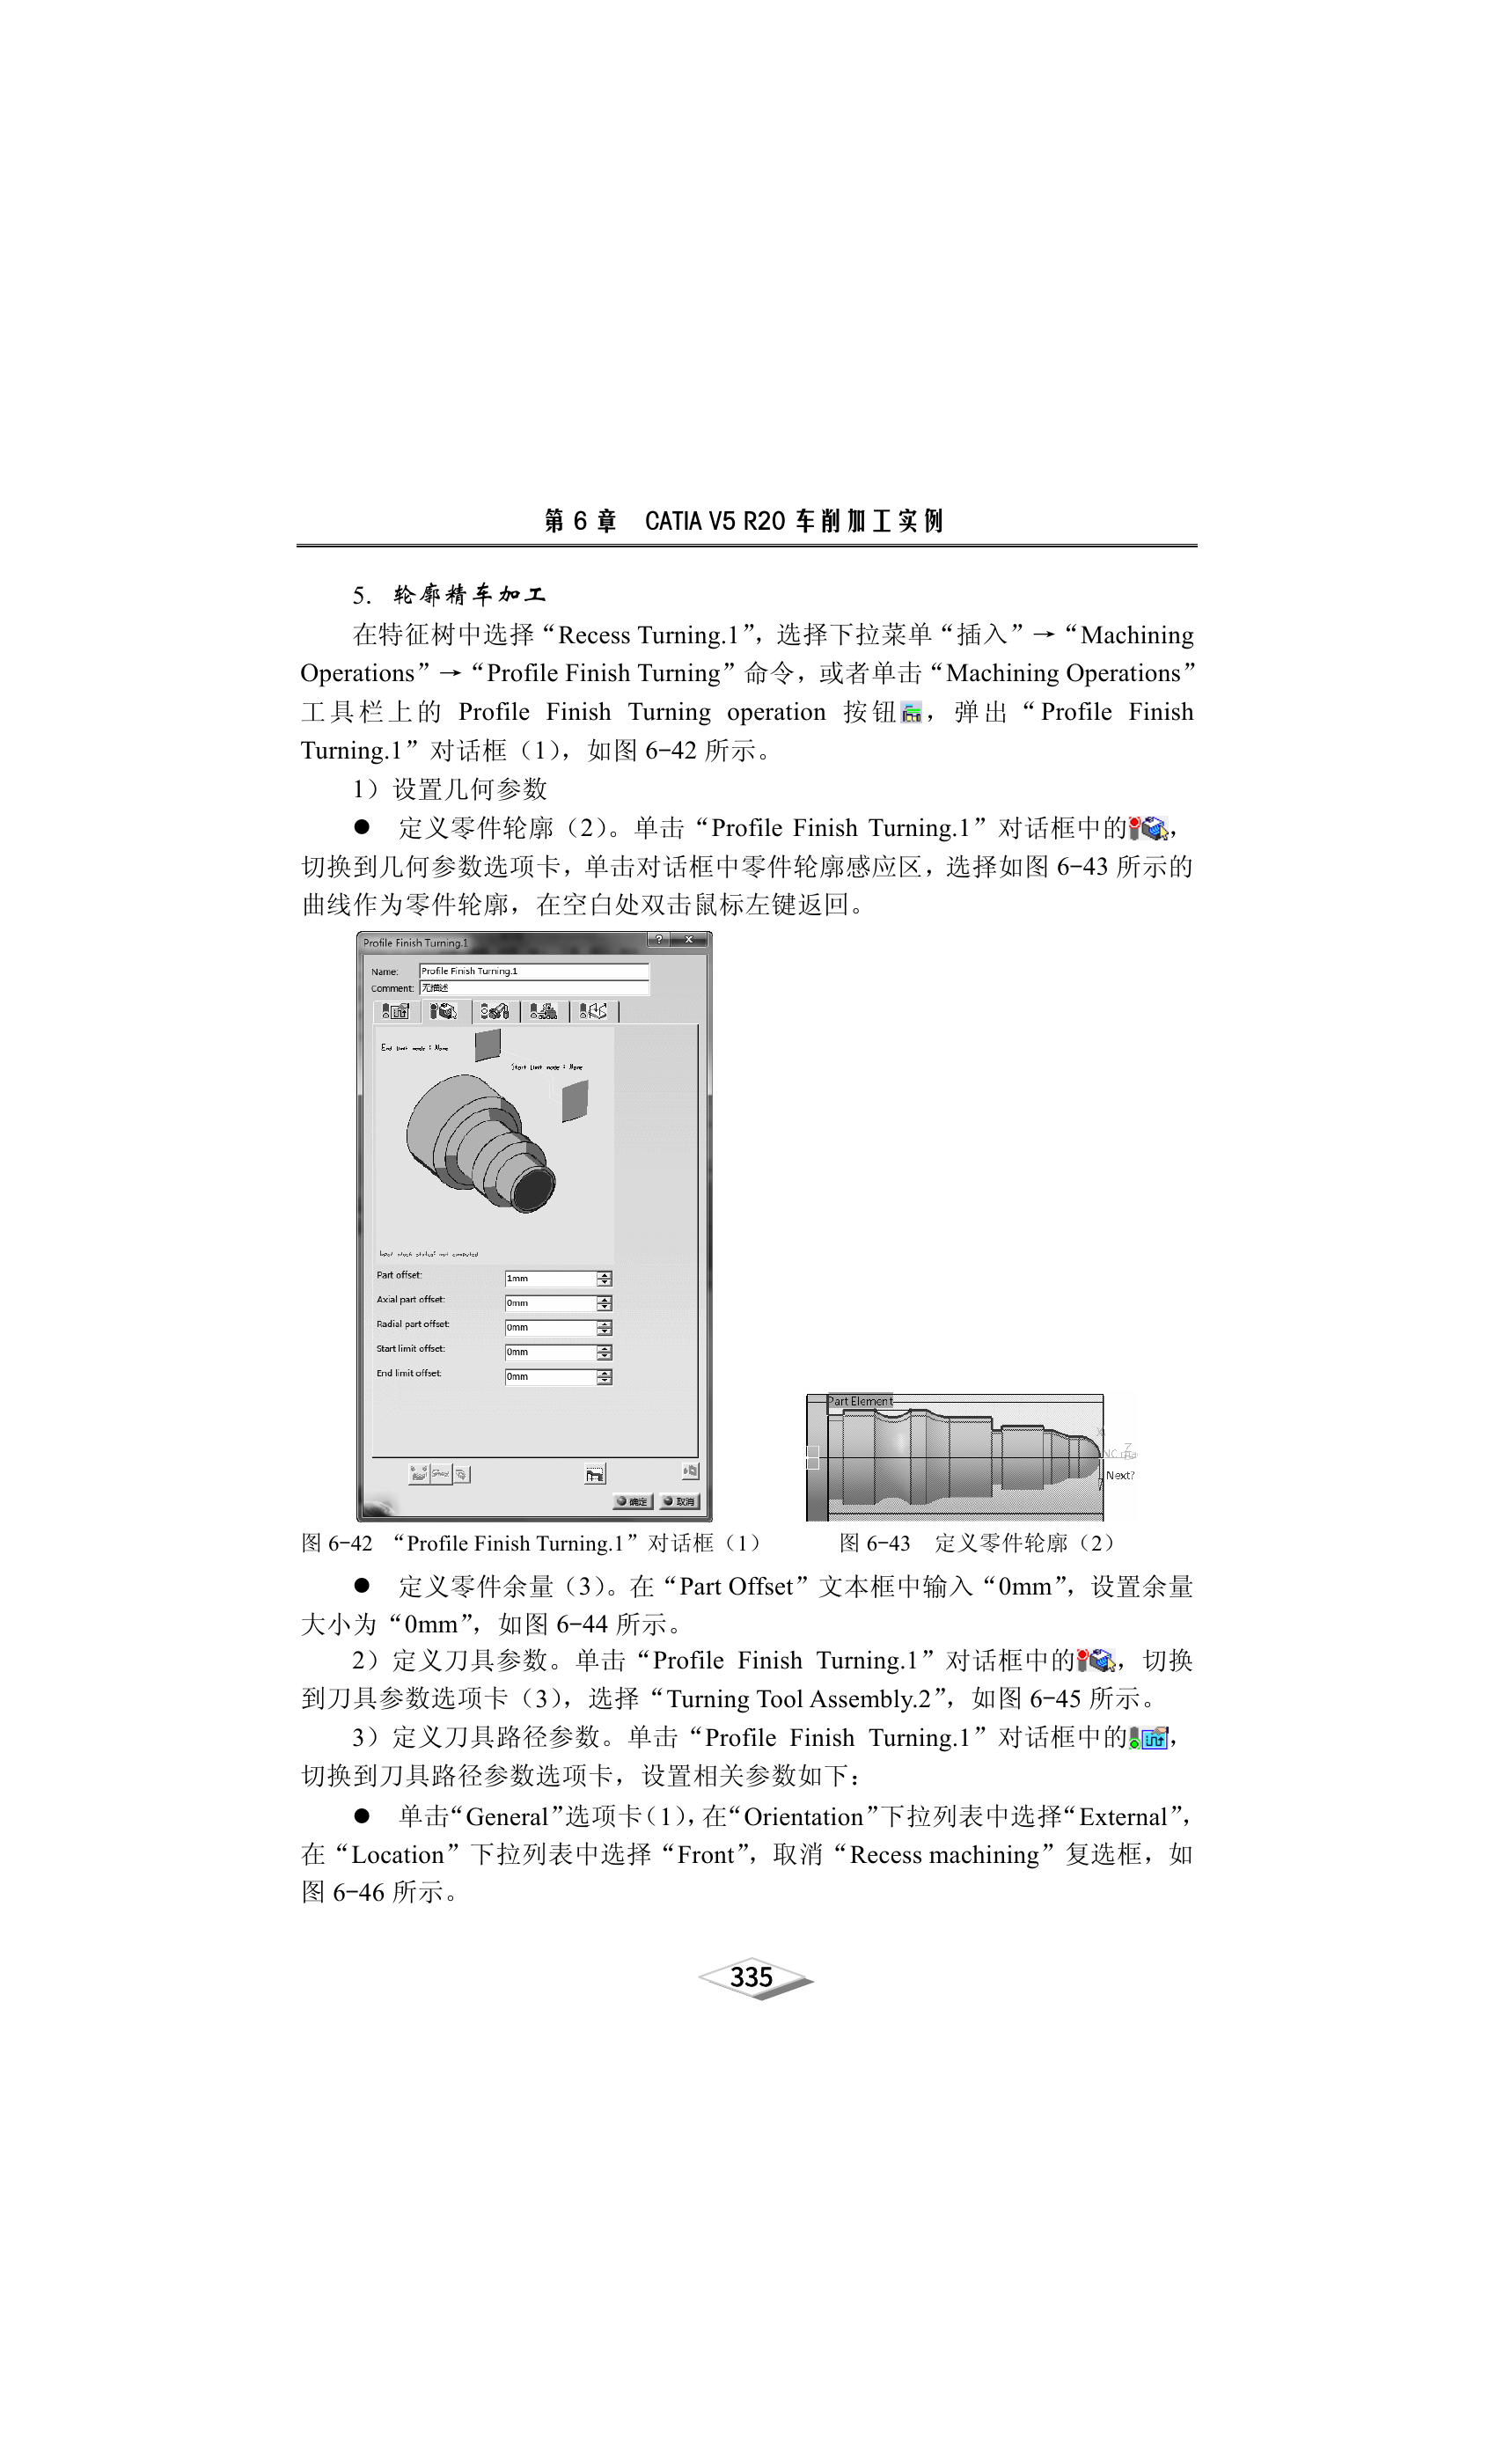 第 6 章 CATIA V5 R20 车削加工实例
5. 轮廓精车加工
在特征树中选择“Recess Turning.1”，选择下拉菜单“插入”→“Machining
Operations”→“Profile Finish Turning”命令，或者单击“Machining Operations”
工具栏上的 Profile Finish Turning operation 按钮，弹出“Profile Finish
Turning.1”对话框（1），如图 6-42 所示。
1）设置几何参数
● 定义零件轮廓（2）。单击“Profile Finish Turning.1”对话框中的，
切换到几何参数选项卡，单击对话框中零件轮廓感应区，选择如图 6-43 所示的
曲线作为零件轮廓，在空白处双击鼠标左键返回。
Profile Finish Turning.1
Name: Profile Finish Turning.1
Comment: 无描述
End limit mode : None
Start limit mode : None
Part offset: 1mm
Axial part offset: 0mm
Radial part offset: 0mm
Start limit offset: 0mm
End limit offset: 0mm
确定 取消
Part Element
X
Z
Next?
图 6-42 “Profile Finish Turning.1”对话框（1）
图 6-43 定义零件轮廓（2）
● 定义零件余量（3）。在“Part Offset”文本框中输入“0mm”，设置余量
大小为“0mm”，如图 6-44 所示。
2）定义刀具参数。单击“Profile Finish Turning.1”对话框中的，切换
到刀具参数选项卡（3），选择“Turning Tool Assembly.2”，如图 6-45 所示。
3）定义刀具路径参数。单击“Profile Finish Turning.1”对话框中的，
切换到刀具路径参数选项卡，设置相关参数如下：
● 单击“General”选项卡（1），在“Orientation”下拉列表中选择“External”，
在“Location”下拉列表中选择“Front”，取消“Recess machining”复选框，如
图 6-46 所示。
335